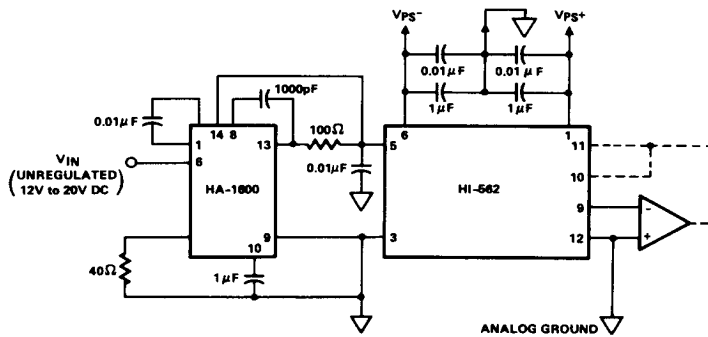 VPS-
VPS+
0.01μF
0.01μF
1μF
1μF
1000pF
0.01μF
14
8
1
13
100Ω
6
HA-1600
VIN
(UNREGULATED)
12V to 20V DC
0.01μF
9
10
40Ω
1μF
6
1
5
11
HI-562
10
9
3
12
-
+
ANALOG GROUND